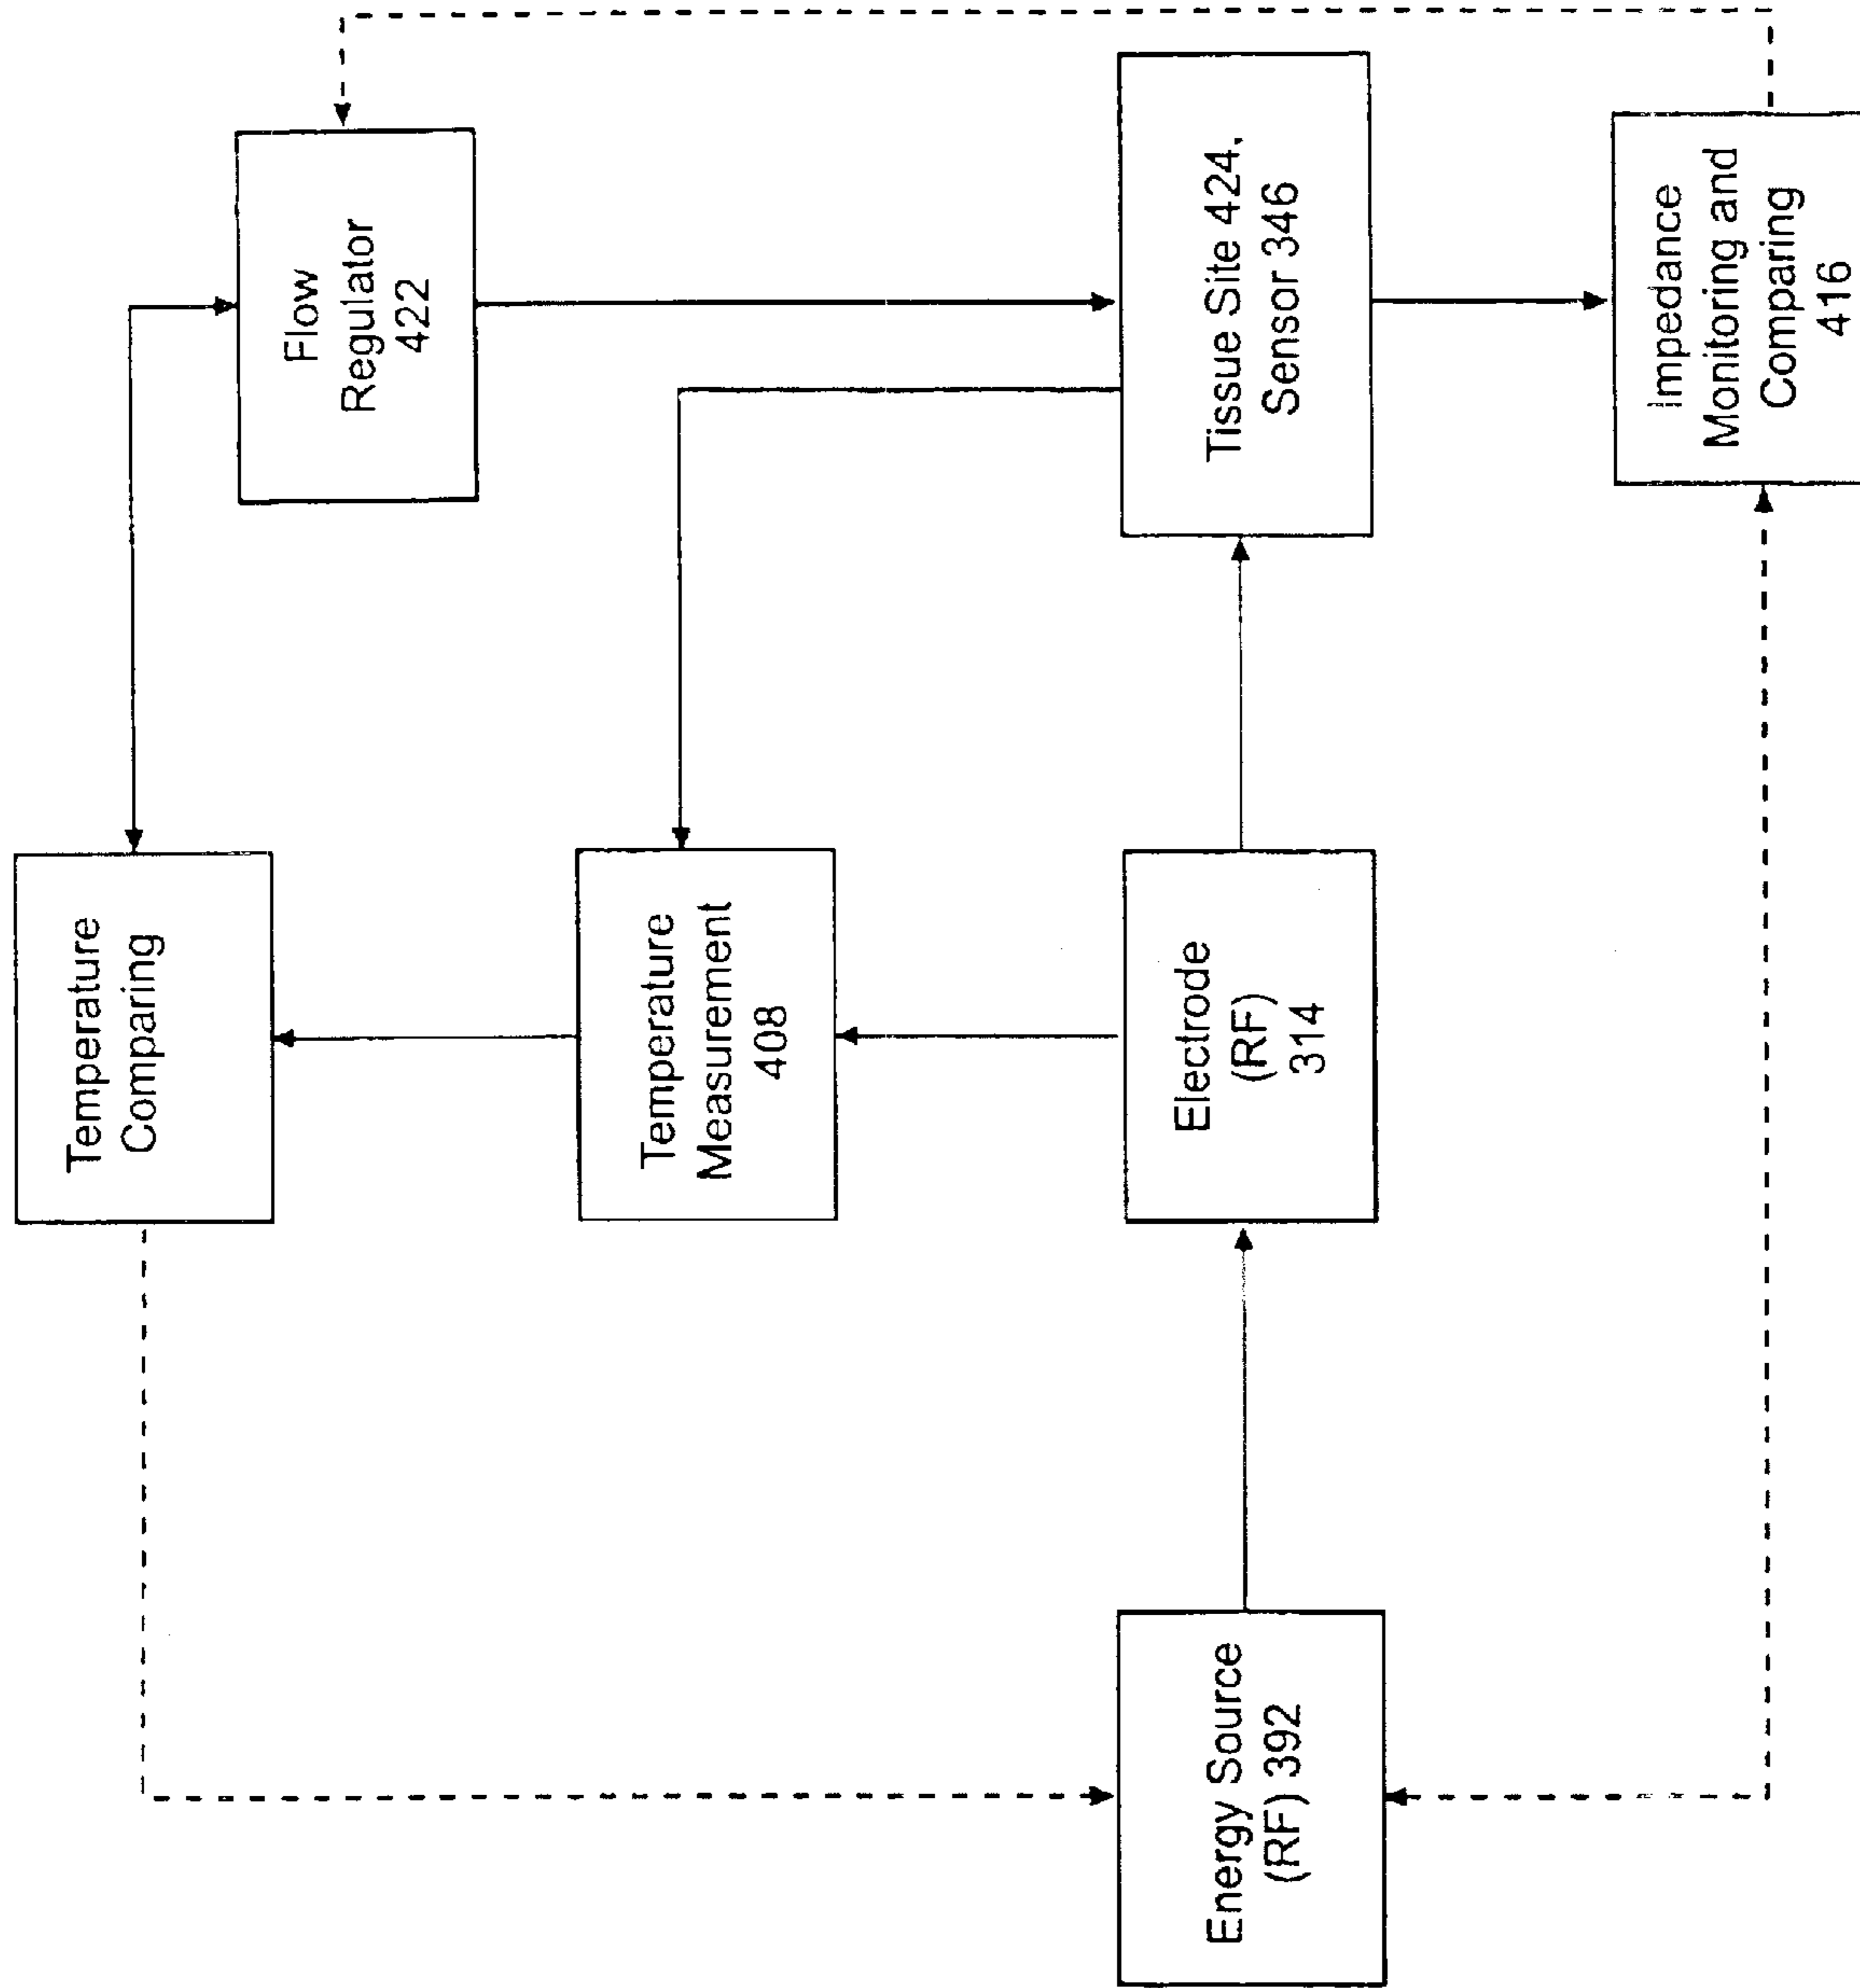 Temperature
Comparing
Flow
Regulator
422
Temperature
Measurement
408
Energy Source
(RF) 392
Electrode
(RF)
314
Tissue Site 424,
Sensor 346
Impedance
Monitoring and
Comparing
416